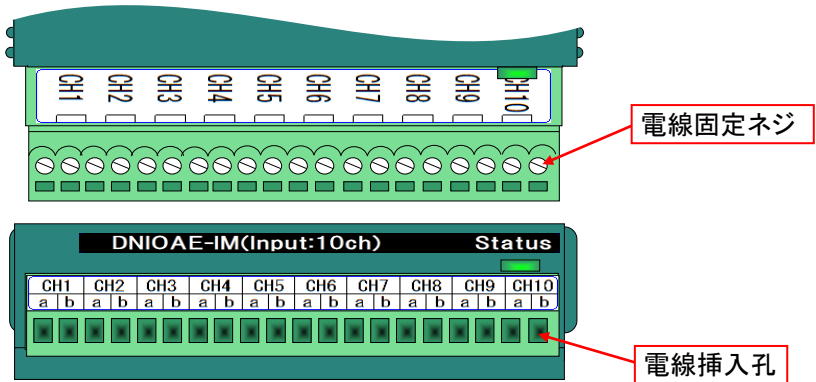 CH1 CH2 CH3 CH4 CH5 CH6 CH7 CH8 CH9 CH10
電線固定ネジ
DNIOAE-IM(Input:10ch) Status
CH1 CH2 CH3 CH4 CH5 CH6 CH7 CH8 CH9 CH10
a b a b a b a b a b a b a b a b a b a b
電線挿入孔